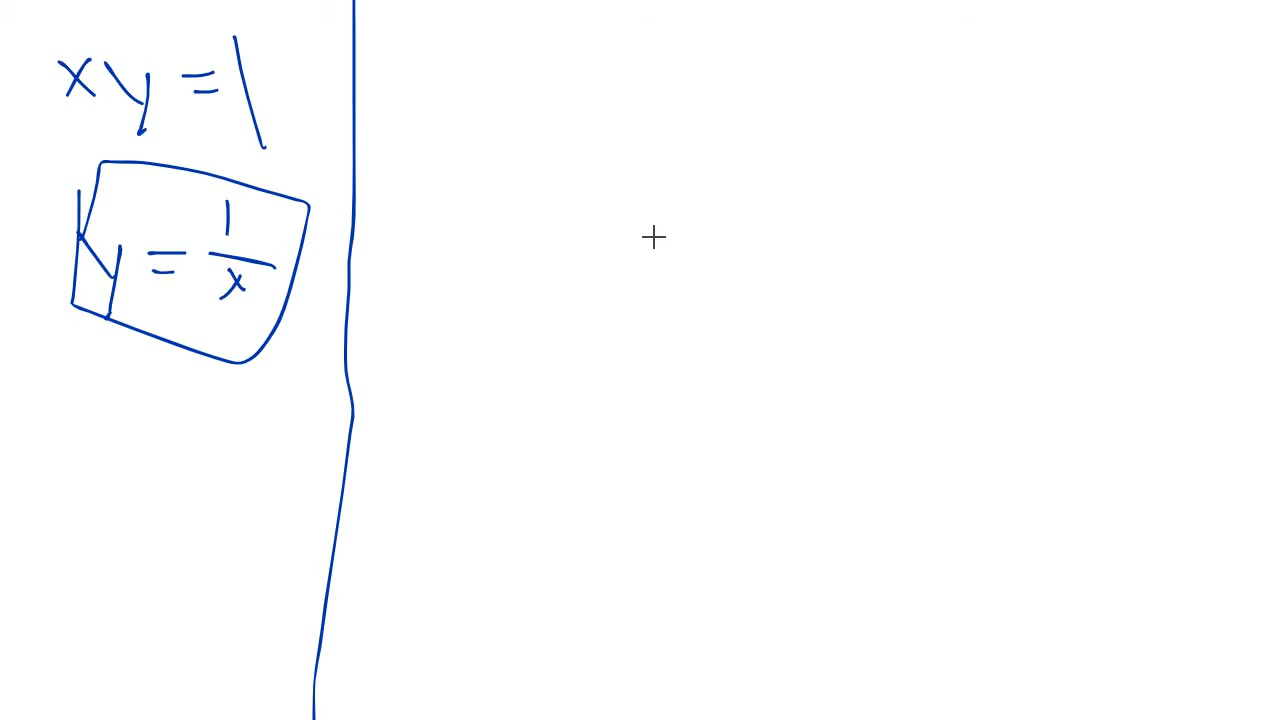 xy = 1
y = 1/x